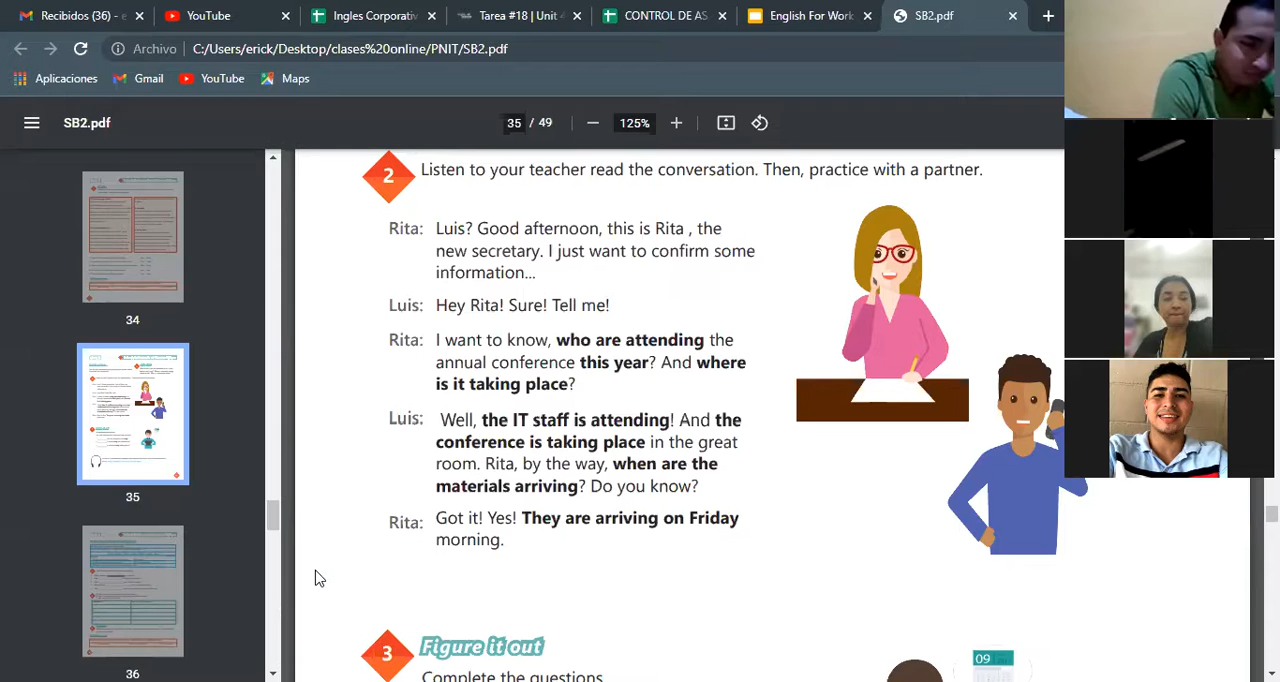 Recibidos (36) - e
YouTube
Ingles Corporativ
Tarea #18 | Unit
CONTROL DE AS
English For Work
SB2.pdf
Archivo
C:/Users/erick/Desktop/clases%20online/PNIT/SB2.pdf
Aplicaciones
Gmail
YouTube
Maps
SB2.pdf
35 / 49
125%
34
35
36
2
Listen to your teacher read the conversation. Then, practice with a partner.
Rita: Luis? Good afternoon, this is Rita , the
new secretary. I just want to confirm some
information...
Luis: Hey Rita! Sure! Tell me!
Rita: I want to know, who are attending the
annual conference this year? And where
is it taking place?
Luis: Well, the IT staff is attending! And the
conference is taking place in the great
room. Rita, by the way, when are the
materials arriving? Do you know?
Rita: Got it! Yes! They are arriving on Friday
morning.
3
Figure it out
Complete the questions
09